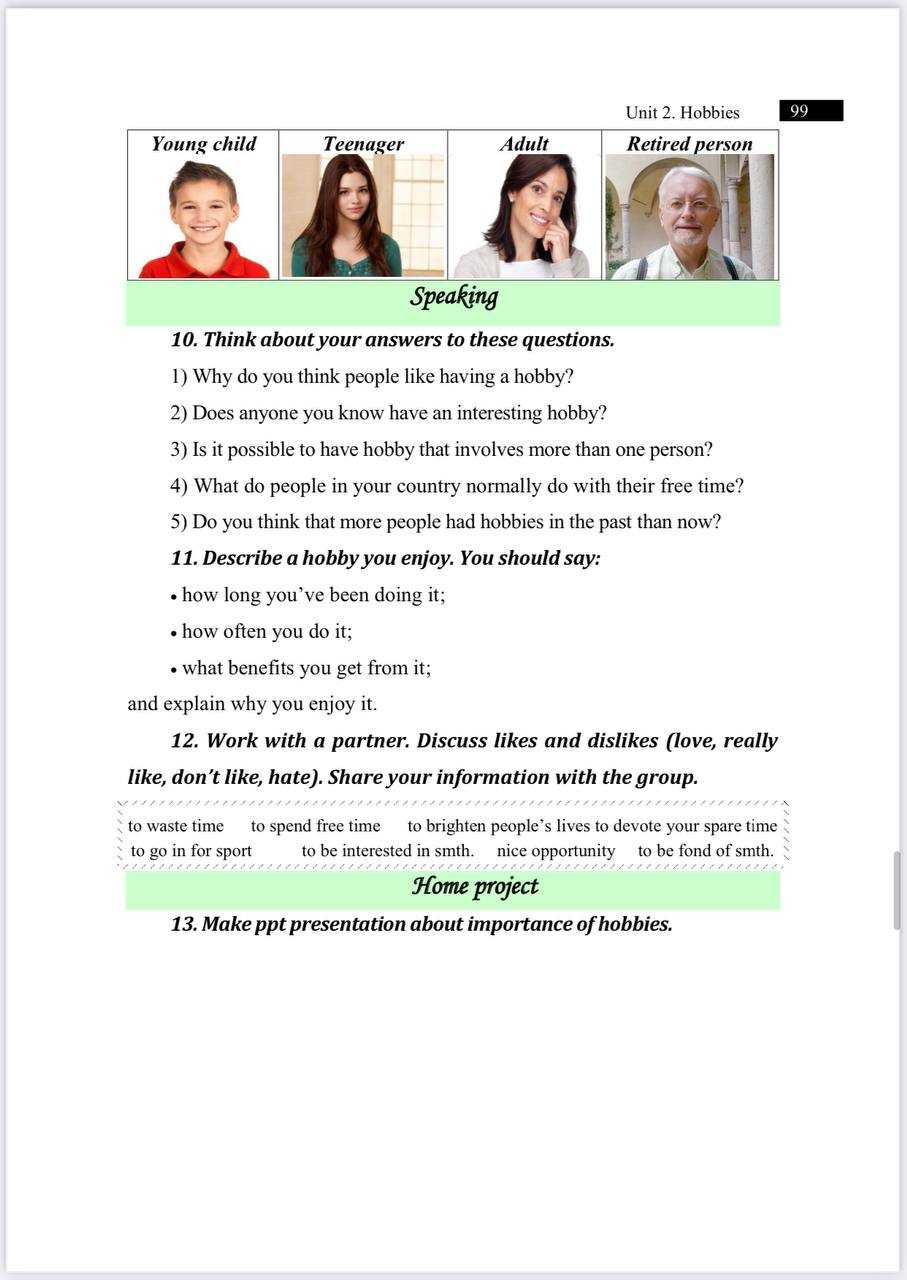 Unit 2. Hobbies 99
Young child Teenager Adult Retired person
Speaking
10. Think about your answers to these questions.
1) Why do you think people like having a hobby?
2) Does anyone you know have an interesting hobby?
3) Is it possible to have hobby that involves more than one person?
4) What do people in your country normally do with their free time?
5) Do you think that more people had hobbies in the past than now?
11. Describe a hobby you enjoy. You should say:
• how long you’ve been doing it;
• how often you do it;
• what benefits you get from it;
and explain why you enjoy it.
12. Work with a partner. Discuss likes and dislikes (love, really
like, don’t like, hate). Share your information with the group.
to waste time to spend free time to brighten people’s lives to devote your spare time
to go in for sport to be interested in smth. nice opportunity to be fond of smth.
Home project
13. Make ppt presentation about importance of hobbies.